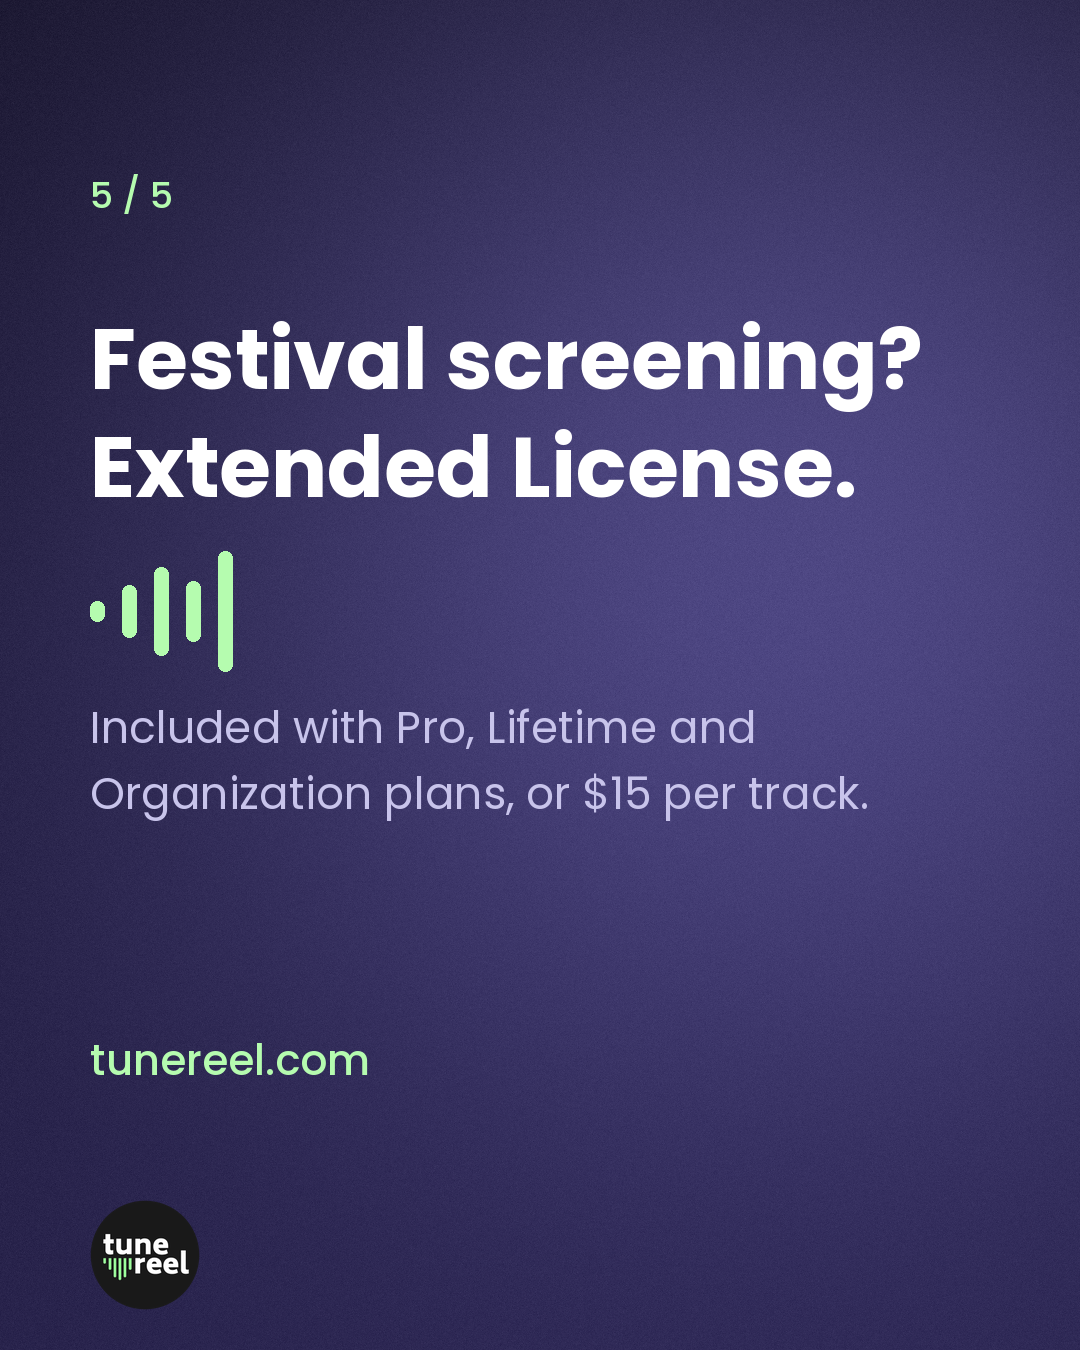 5 / 5
Festival screening?
Extended License.
Included with Pro, Lifetime and
Organization plans, or $15 per track.
tunereel.com
tune
reel